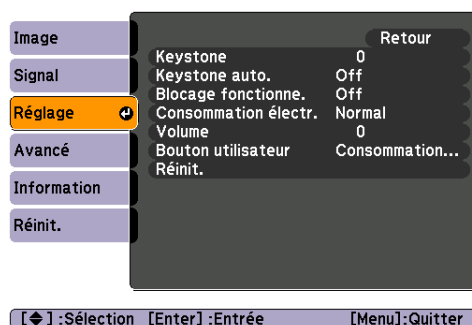 Image
Signal
Réglage
Avancé
Information
Réinit.
Retour
Keystone 0
Keystone auto. Off
Blocage fonctionne. Off
Consommation électr. Normal
Volume 0
Bouton utilisateur Consommation...
Réinit.
[◆] :Sélection [Enter] :Entrée [Menu]:Quitter